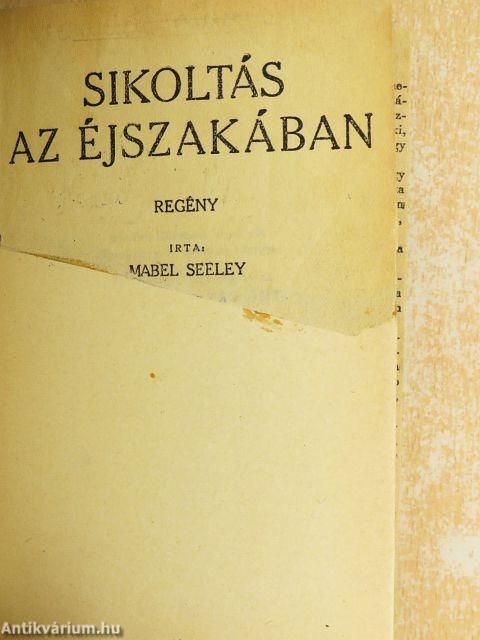 SIKOLTÁS
AZ ÉJSZAKÁBAN
REGÉNY
IRTA:
MABEL SEELEY
Antikvárium.hu